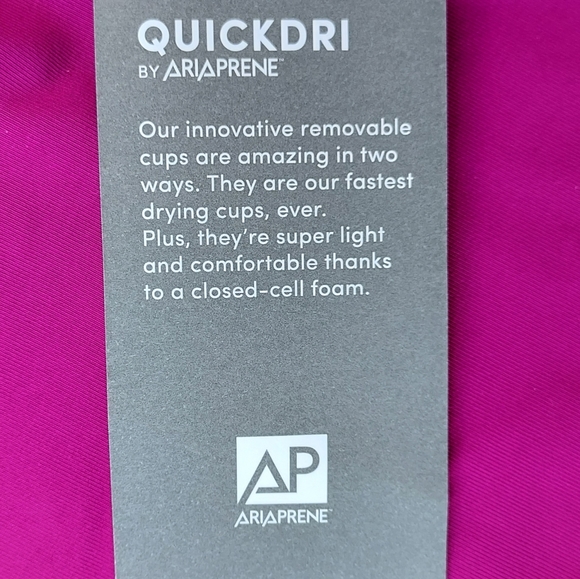 QUICKDRI
BY ARIAPRENE™
Our innovative removable
cups are amazing in two
ways. They are our fastest
drying cups, ever.
Plus, they're super light
and comfortable thanks
to a closed-cell foam.
AP
ARIAPRENE™